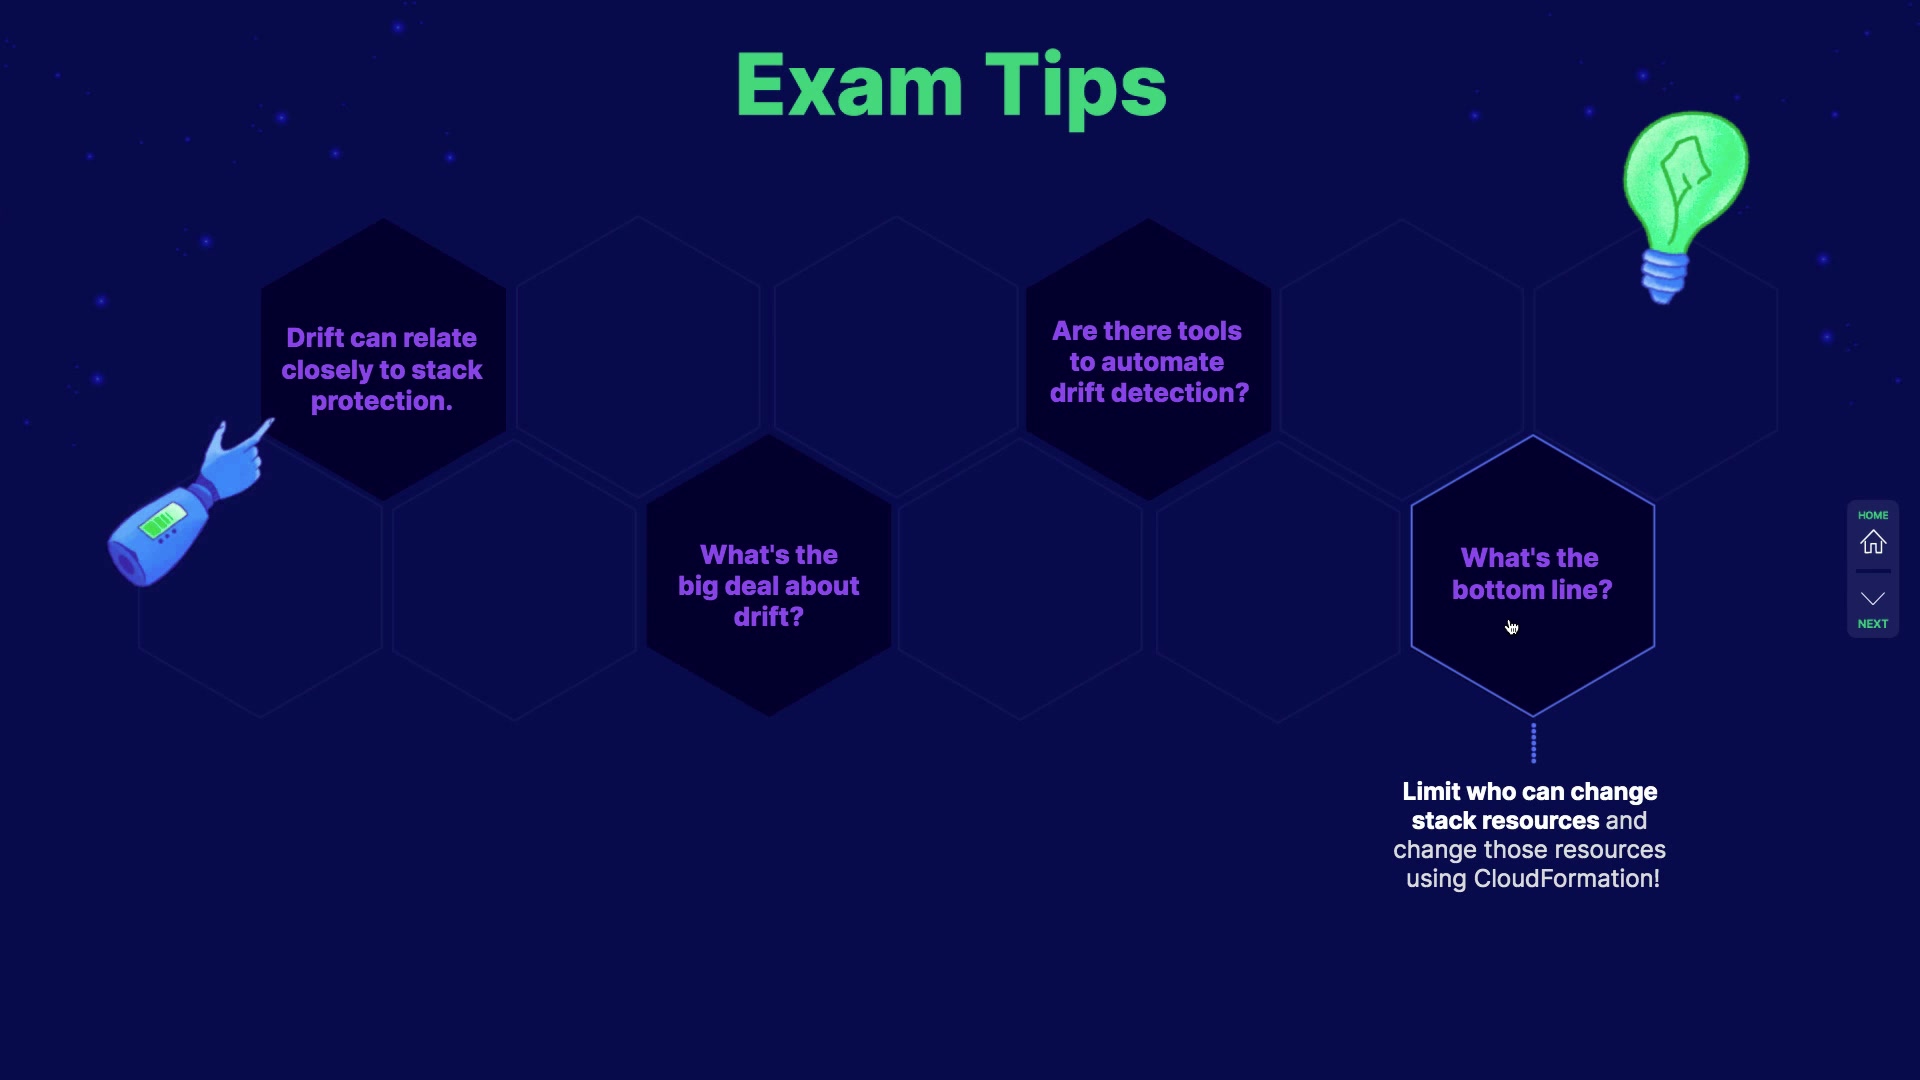 Exam Tips
Drift can relate
closely to stack
protection.
Are there tools
to automate
drift detection?
What's the
big deal about
drift?
What's the
bottom line?
Limit who can change
stack resources and
change those resources
using CloudFormation!
HOME
NEXT